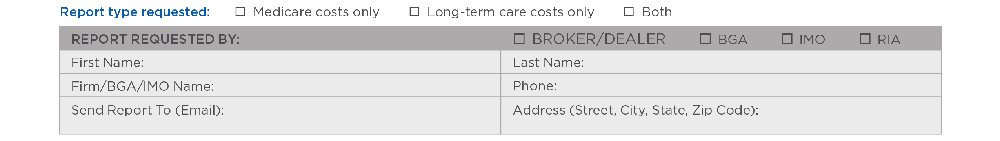 Report type requested: ☐ Medicare costs only ☐ Long-term care costs only ☐ Both
REPORT REQUESTED BY: ☐ BROKER/DEALER ☐ BGA ☐ IMO ☐ RIA
First Name: Last Name:
Firm/BGA/IMO Name: Phone:
Send Report To (Email): Address (Street, City, State, Zip Code):